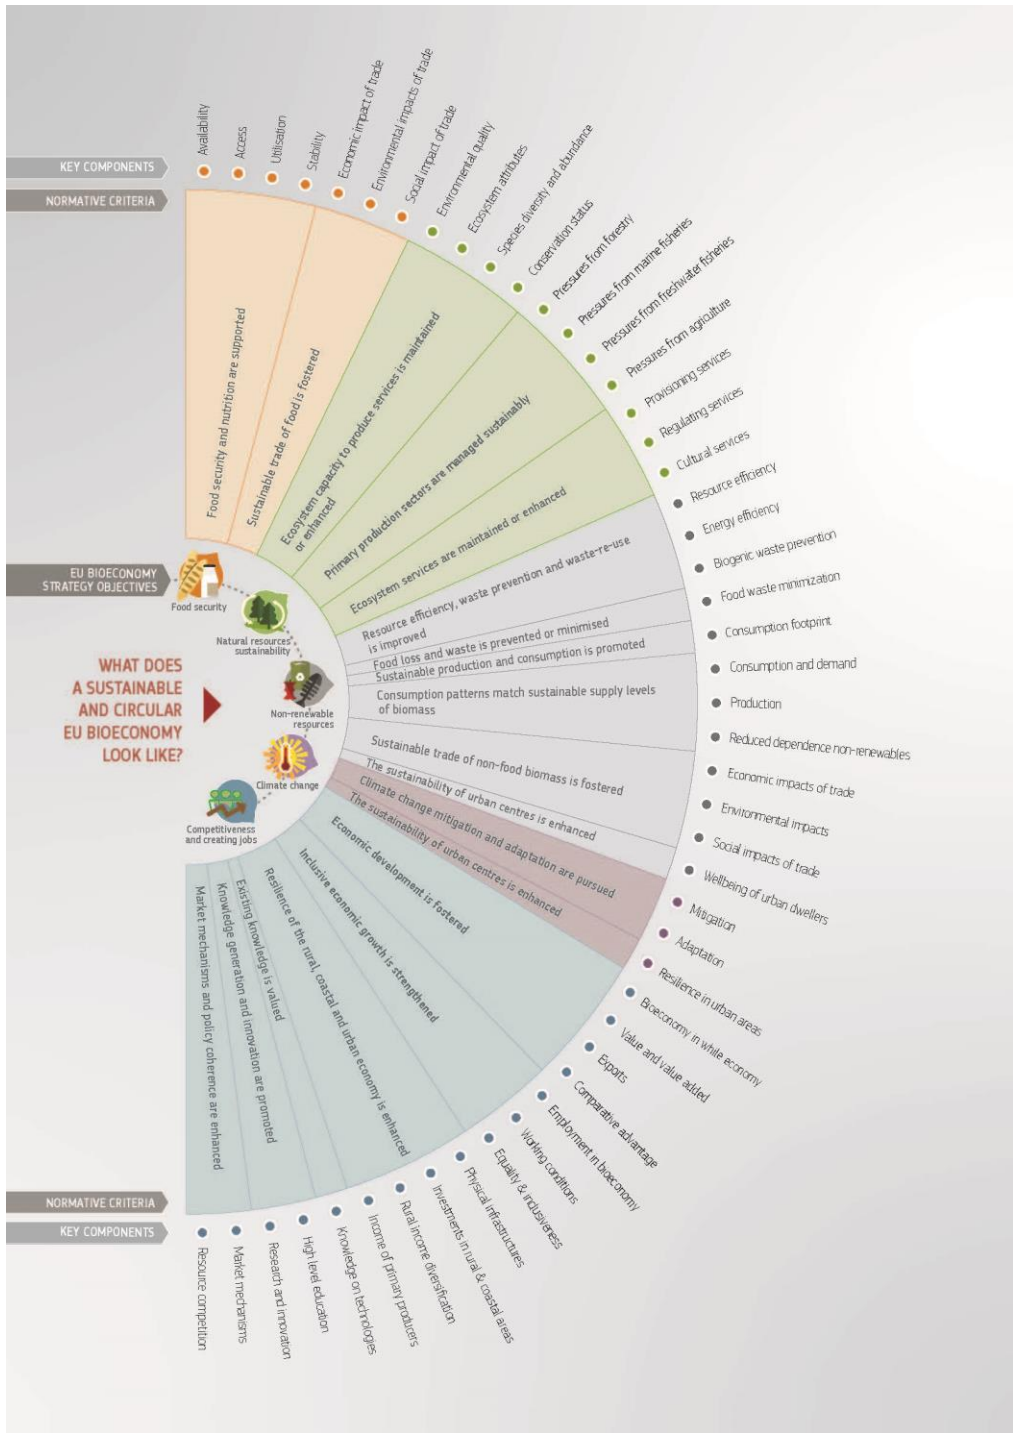 KEY COMPONENTS
NORMATIVE CRITERIA
Availability
Access
Utilisation
Stability
Economic impact of trade
Environmental impacts of trade
Social impact of trade
Environmental quality
Ecosystem attributes
Species diversity and abundance
Conservation status
Pressures from forestry
Pressures from marine fisheries
Pressures from freshwater fisheries
Pressures from agriculture
Provisioning services
Regulating services
Cultural services
Resource efficiency
Energy efficiency
Biogenic waste prevention
Food waste minimization
Consumption footprint
Consumption and demand
Production
Reduced dependence non-renewables
Economic impacts of trade
Environmental impacts
Social impacts of trade
Wellbeing of urban dwellers
Mitigation
Adaptation
Resilience in urban areas
Bioeconomy in while economy
Value and value added
Exports
Comparative advantage
Employment in bioeconomy
Working conditions
Equality & inclusiveness
Physical infrastructures
Investments in rural & coastal areas
Rural income diversification
Income of primary producers
Knowledge on technologies
High level education
Research and innovation
Market mechanisms
Resource competition
Food security and nutrition are supported
Sustainable trade of food is fostered
Ecosystem capacity to produce services is maintained
or enhanced
Primary production sectors are managed sustainably
Ecosystem services are maintained or enhanced
Resource efficiency, waste prevention and waste-re-use
is improved
Food loss and waste is prevented or minimised
Sustainable production and consumption is promoted
Consumption patterns match sustainable supply levels
of biomass
Sustainable trade of non-food biomass is fostered
The sustainability of urban centres is enhanced
Climate change mitigation and adaptation are pursued
The sustainability of urban centres is enhanced
Economic development is fostered
Inclusive economic growth is strengthened
Resilience of the rural, coastal and urban economy is enhanced
Existing knowledge is valued
Knowledge generation and innovation are promoted
Market mechanisms and policy coherence are enhanced
EU BIOECONOMY
STRATEGY OBJECTIVES
Food security
Natural resources
sustainability
Non-renewable
resources
Climate change
Competitiveness
and creating jobs
WHAT DOES
A SUSTAINABLE
AND CIRCULAR
EU BIOECONOMY
LOOK LIKE?
NORMATIVE CRITERIA
KEY COMPONENTS